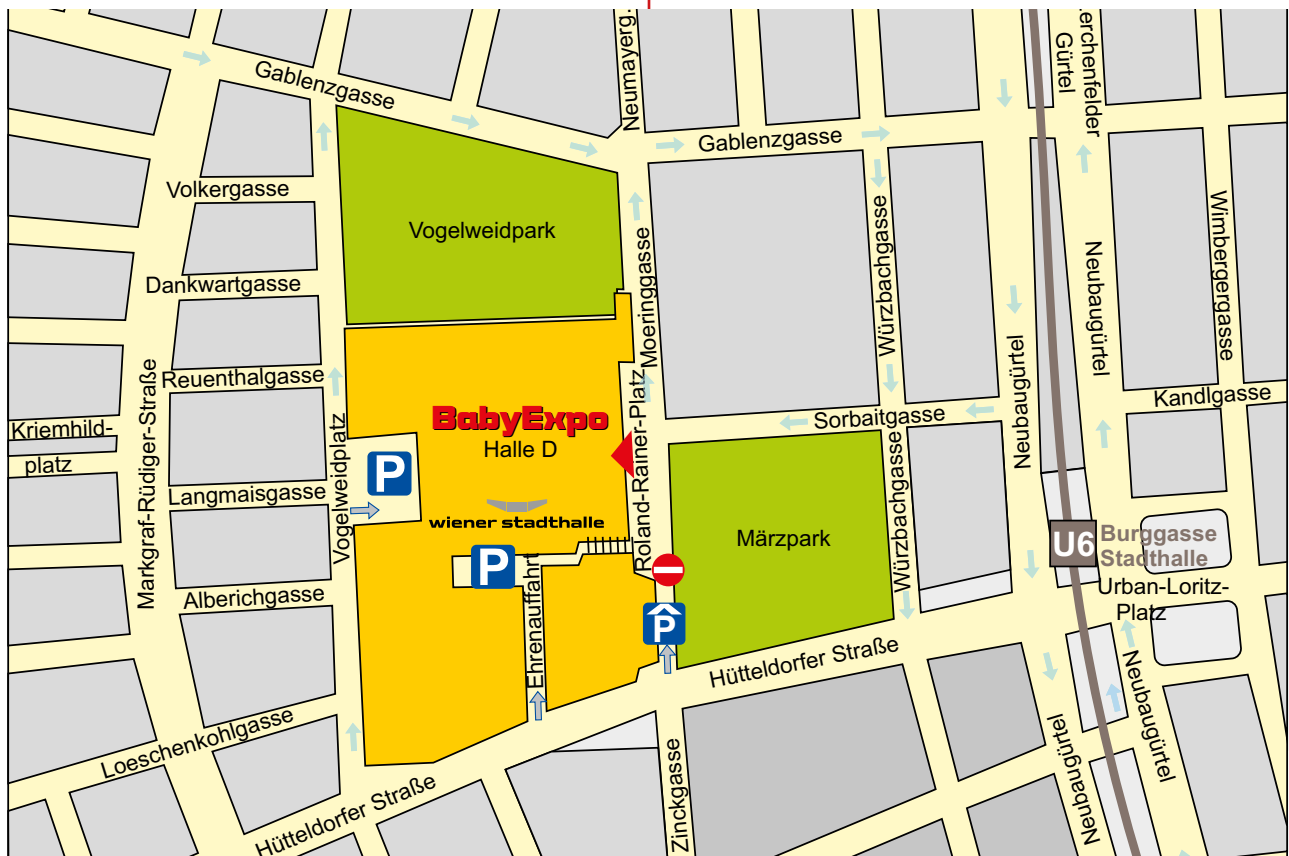 Gablenzgasse
Neumayerg.
erchenfelder
Gürtel
Gablenzgasse
Volkergasse
Vogelweidpark
Dankwartgasse
Moeringgasse
Würzbachgasse
Neubaugürtel
Wimbergergasse
Markgraf-Rüdiger-Straße
Reuenthalgasse
Neubaugürtel
Kandlgasse
Kriemhild-
platz
BabyExpo
Halle D
Roland-Rainer-Platz
Sorbaitgasse
Vogelweidplatz
P
Langmaisgasse
wiener stadthalle
Märzpark
Würzbachgasse
U6
Burggasse
Stadthalle
Urban-Loritz-
Platz
P
Ehrenauffahrt
Alberichgasse
P
Hütteldorfer Straße
Neubaugürtel
Loeschenkohlgasse
Neubaugürtel
Zinckgasse
Hütteldorfer Straße